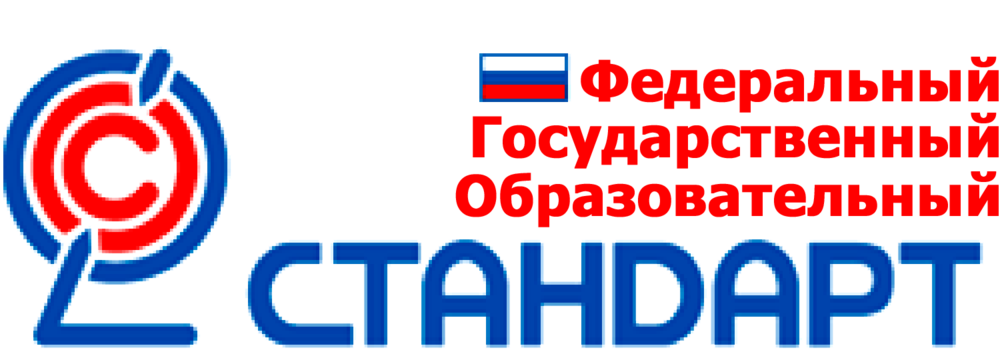 Федеральный
Государственный
Образовательный
СТАНДАРТ